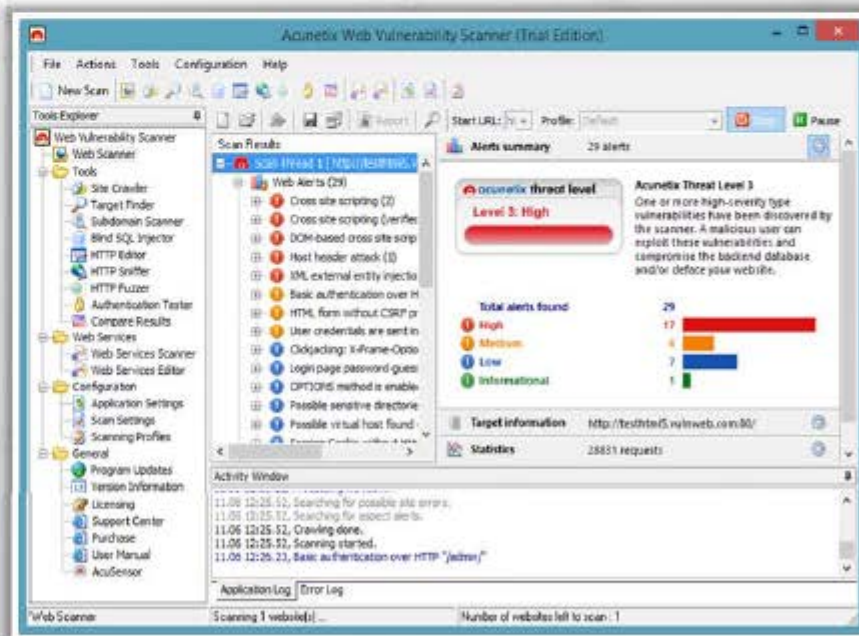 Acunetix Web Vulnerability Scanner (Trial Edition)
File Actions Tools Configuration Help
New Scan
Tools Explorer
Web Vulnerability Scanner
Web Scanner
Tools
Site Crawler
Target Finder
Subdomain Scanner
Blind SQL Injector
HTTP Editor
HTTP Sniffer
HTTP Fuzzer
Authentication Tester
Compare Results
Web Services
Web Services Scanner
Web Services Editor
Configuration
Application Settings
Scan Settings
Scanning Profiles
General
Program Updates
Version Information
Licensing
Support Center
Purchase
User Manual
AcuSensor
Report Start URL: Profile: Default Pause
Scan Results
Scan Thread 1 [http://testhtml5.v
Web Alerts (29)
Cross site scripting (2)
Cross site scripting (verified
DOM-based cross site scrip
Host header attack (1)
XML external entity injectio
Basic authentication over H
HTML form without CSRF pr
User credentials are sent in
Clickjacking: X-Frame-Optio
Login page password-guess
OPTIONS method is enable
Possible sensitive directorie
Possible virtual host found
Alerts summary 29 alerts
acunetix threat level
Level 3: High
Acunetix Threat Level 3
One or more high-severity type
vulnerabilities have been discovered by
the scanner. A malicious user can
exploit these vulnerabilities and
compromise the backend database
and/or deface your website.
Total alerts found 29
High 17
Medium 4
Low 7
Informational 1
Target information http://testhtml5.vulnweb.com:80/
Statistics 28831 requests
Activity Window
11.06 12:25.52, Searching for possible site errors.
11.06 12:25.52, Searching for aspect alerts.
11.06 12:25.52, Crawling done.
11.06 12:25.52, Scanning started.
11.06 12:26.23, Basic authentication over HTTP "/admin/"
Application Log Error Log
Web Scanner Scanning 1 website(s) ... Number of websites left to scan : 1